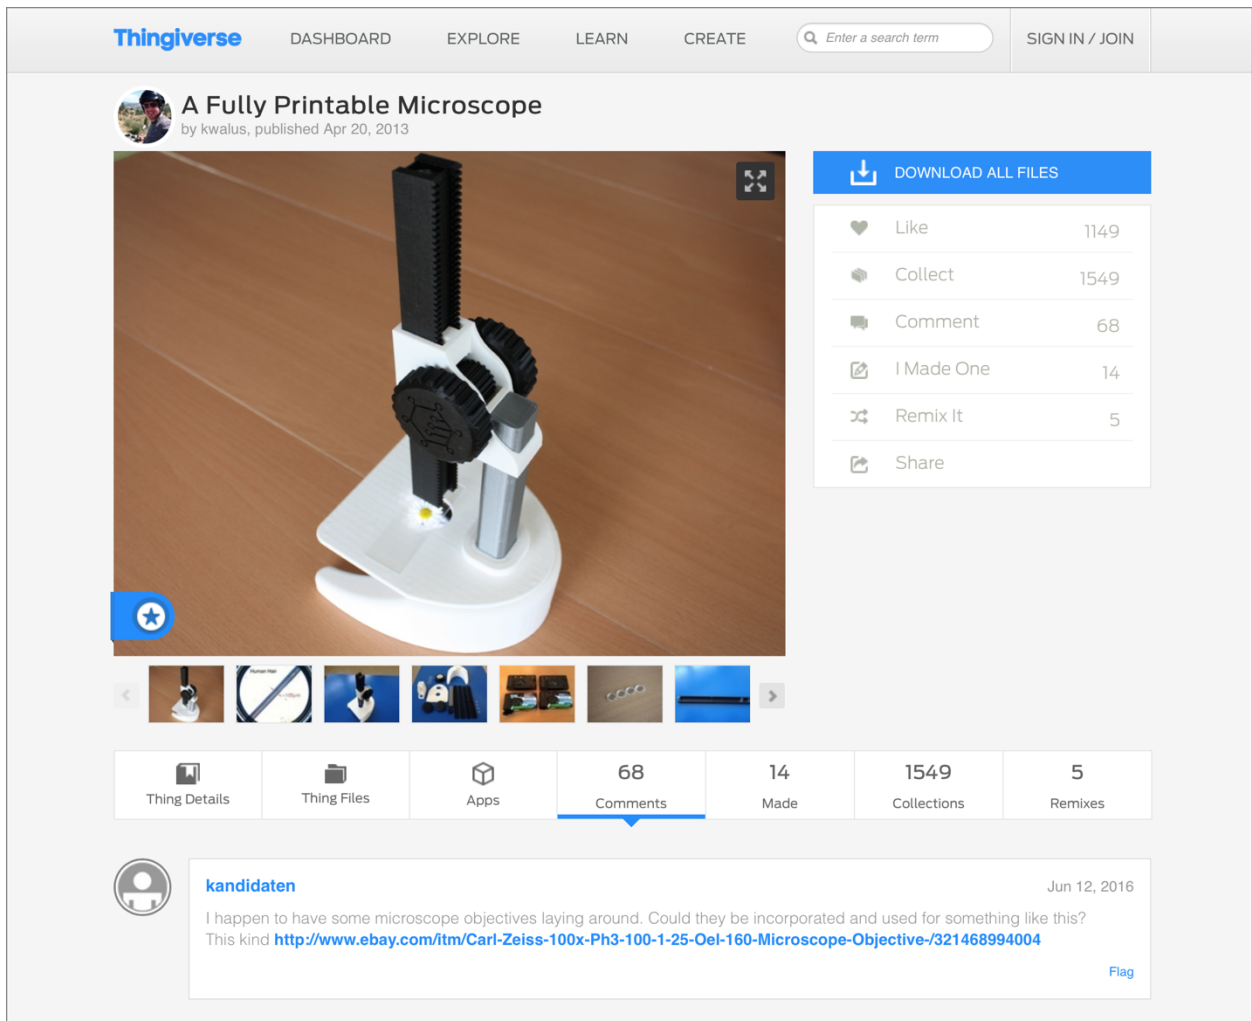 Thingiverse DASHBOARD EXPLORE LEARN CREATE Enter a search term SIGN IN / JOIN
A Fully Printable Microscope
by kwalus, published Apr 20, 2013
DOWNLOAD ALL FILES
Like 1149
Collect 1549
Comment 68
I Made One 14
Remix It 5
Share
Human Hair
68 14 1549 5
Thing Details Thing Files Apps Comments Made Collections Remixes
kandidaten Jun 12, 2016
I happen to have some microscope objectives laying around. Could they be incorporated and used for something like this?
This kind http://www.ebay.com/itm/Carl-Zeiss-100x-Ph3-100-1-25-Oel-160-Microscope-Objective-/321468994004
Flag